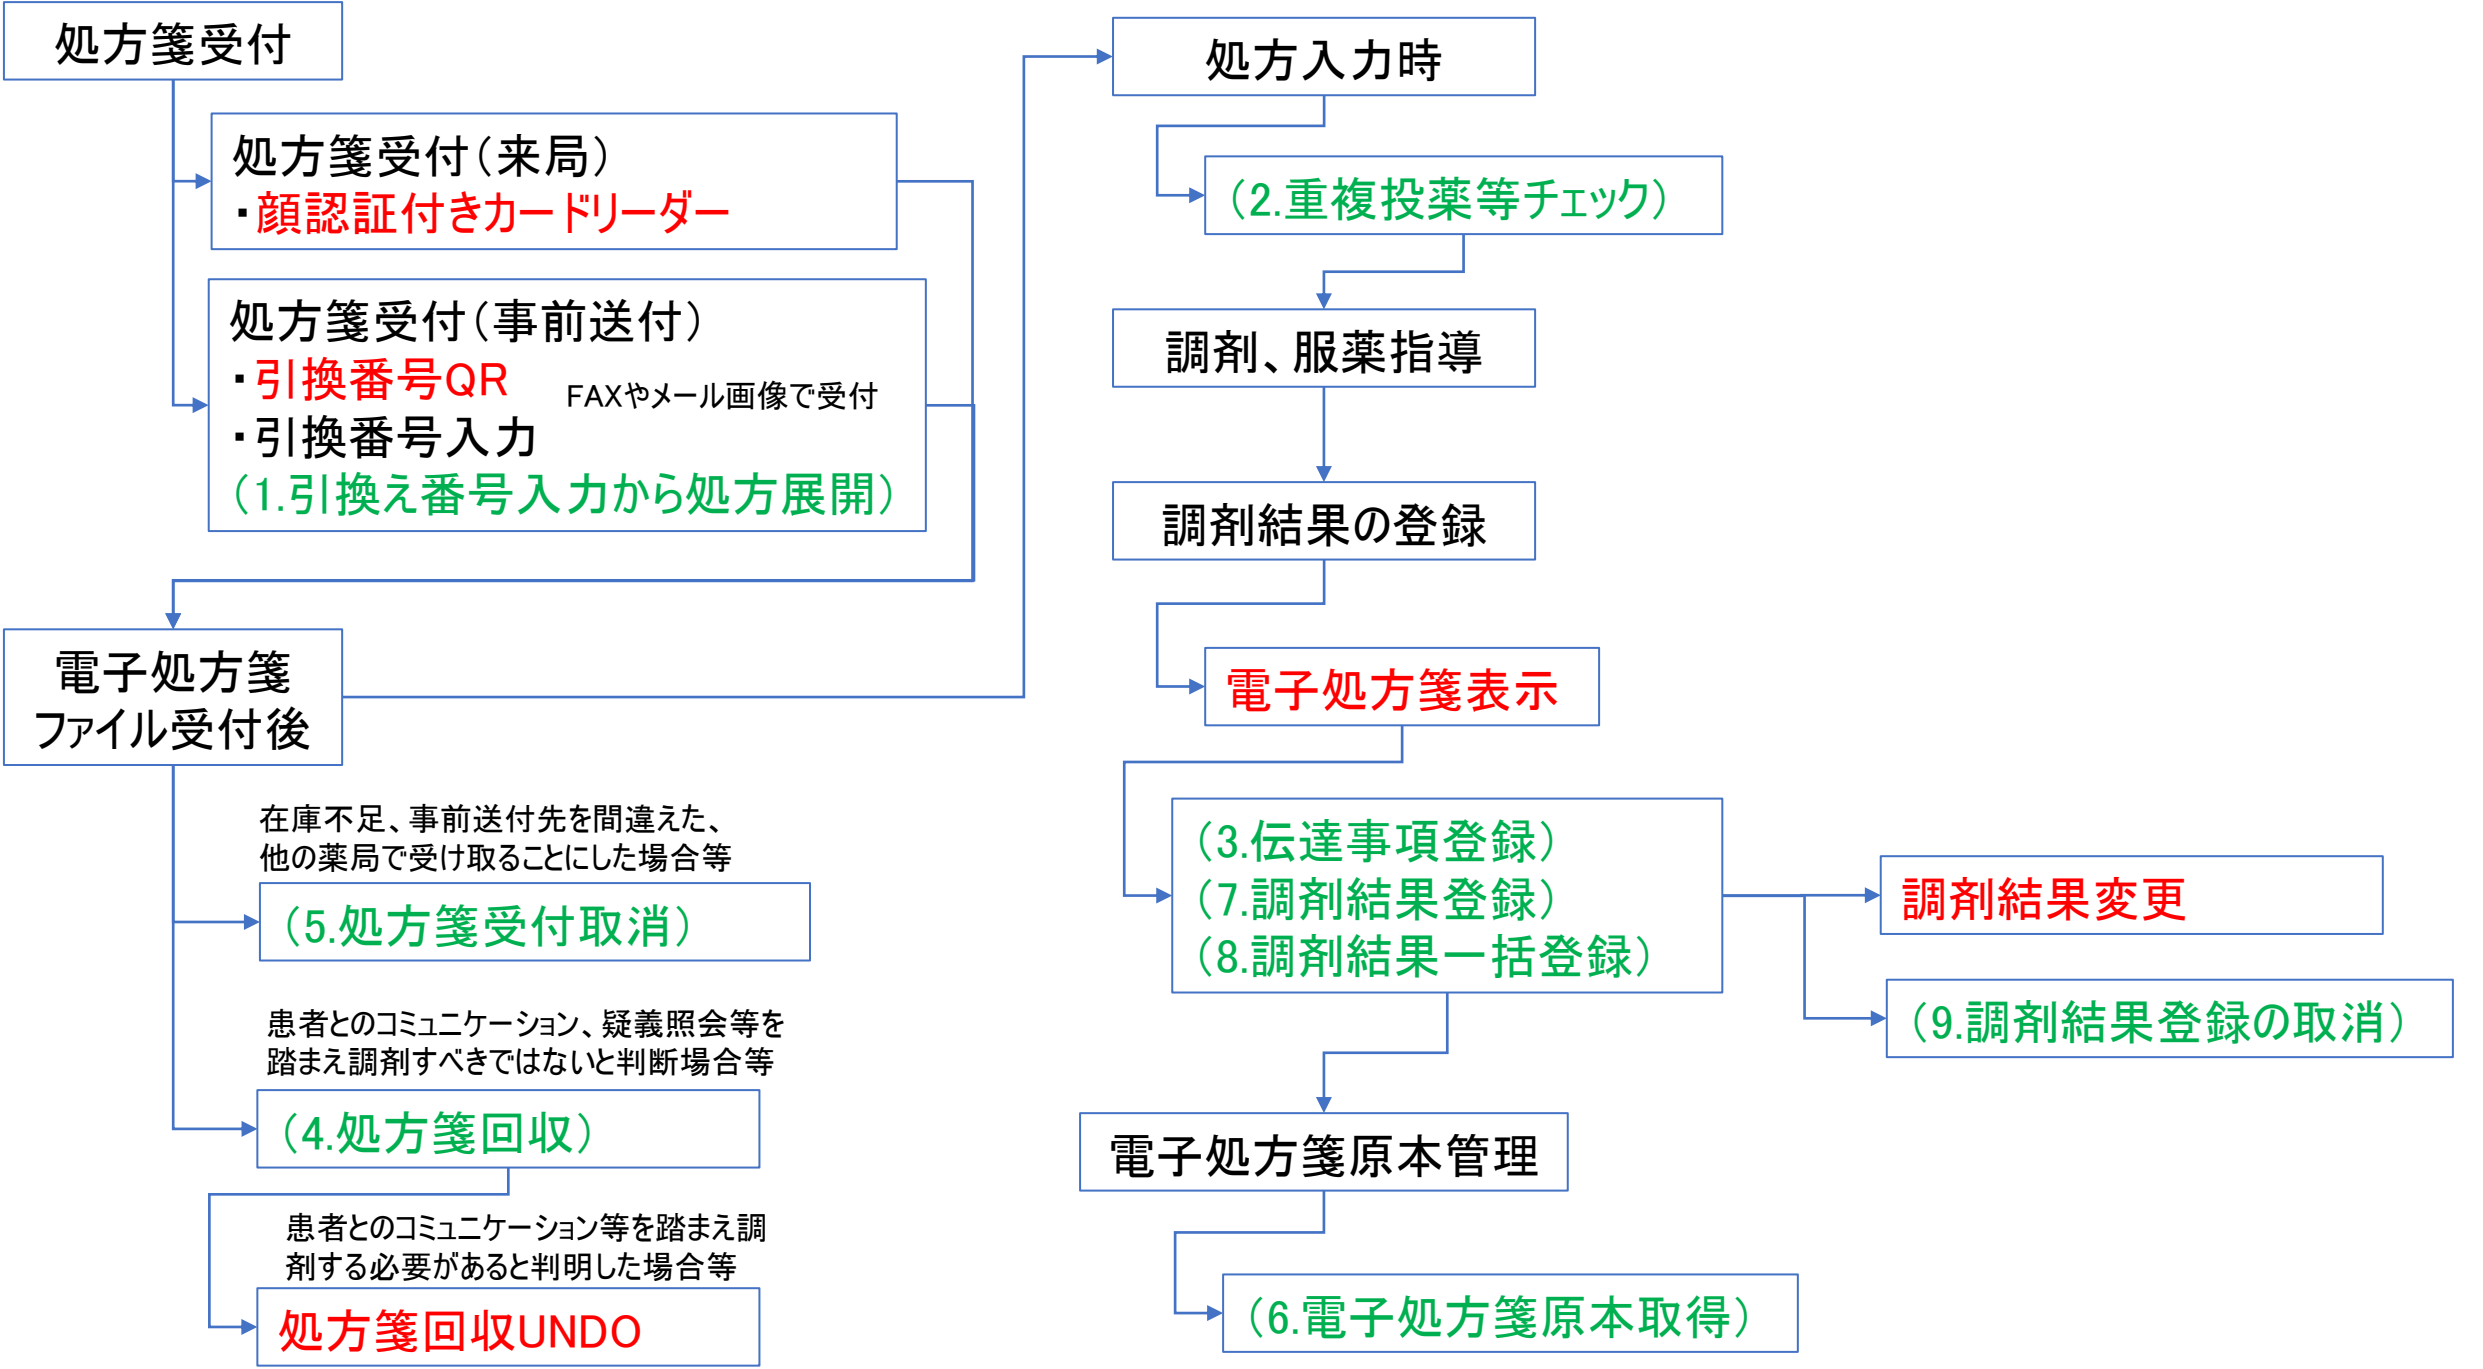 処方箋受付
処方箋受付（来局）
・顔認証付きカードリーダー
処方箋受付（事前送付）
・引換番号QR
FAXやメール画像で受付
・引換番号入力
（1.引換え番号入力から処方展開）
電子処方箋
ファイル受付後
在庫不足、事前送付先を間違えた、
他の薬局で受け取ることにした場合等
（5.処方箋受付取消）
患者とのコミュニケーション、疑義照会等を
踏まえ調剤すべきではないと判断場合等
（4.処方箋回収）
患者とのコミュニケーション等を踏まえ調
剤する必要があると判明した場合等
処方箋回収UNDO
処方入力時
（2.重複投薬等チェック）
調剤、服薬指導
調剤結果の登録
電子処方箋表示
（3.伝達事項登録）
（7.調剤結果登録）
（8.調剤結果一括登録）
調剤結果変更
（9.調剤結果登録の取消）
電子処方箋原本管理
（6.電子処方箋原本取得）